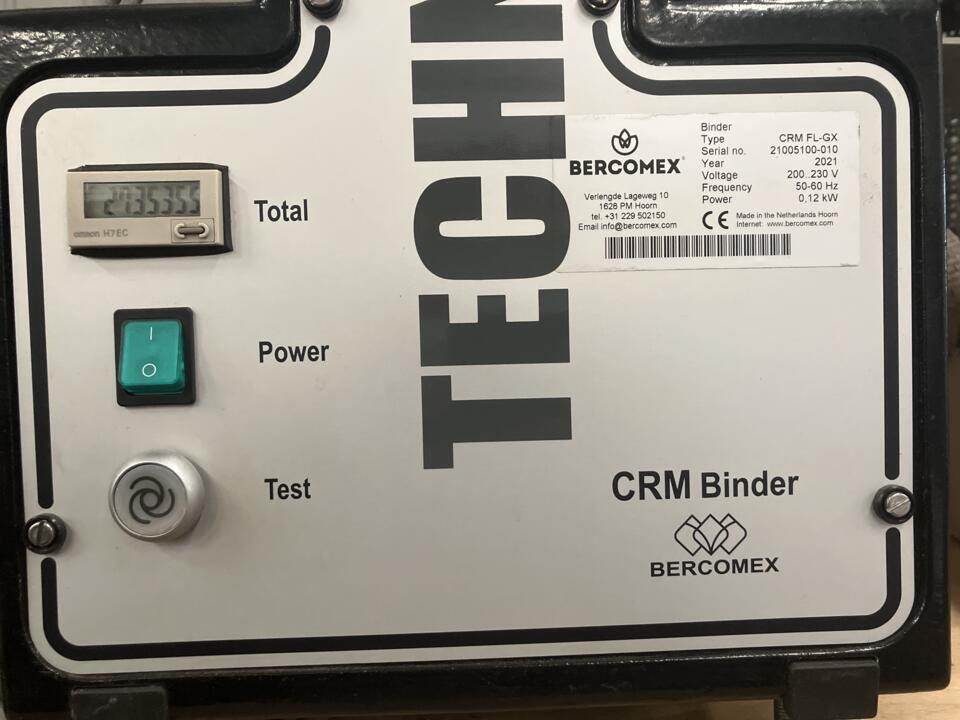 TECHN
2435355
omron H7EC
Total
BERCOMEX®
Verlengde Lageweg 10
1628 PM Hoorn
tel. +31 229 502150
Email info@bercomex.com
Binder
Type CRM FL-GX
Serial no. 21005100-010
Year 2021
Voltage 200..230 V
Frequency 50-60 Hz
Power 0,12 kW
CE Made in the Netherlands Hoorn
Internet: www.bercomex.com
I
O
Power
Test
CRM Binder
BERCOMEX